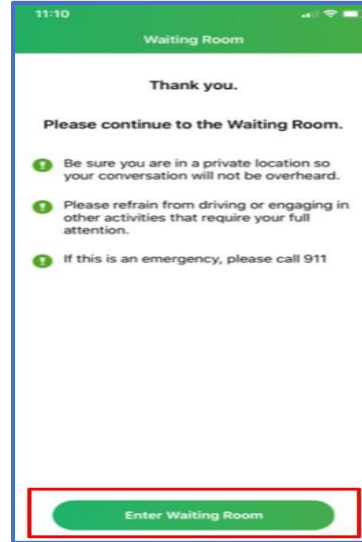 11:10
Waiting Room
Thank you.
Please continue to the Waiting Room.
Be sure you are in a private location so
your conversation will not be overheard.
Please refrain from driving or engaging in
other activities that require your full
attention.
If this is an emergency, please call 911
Enter Waiting Room